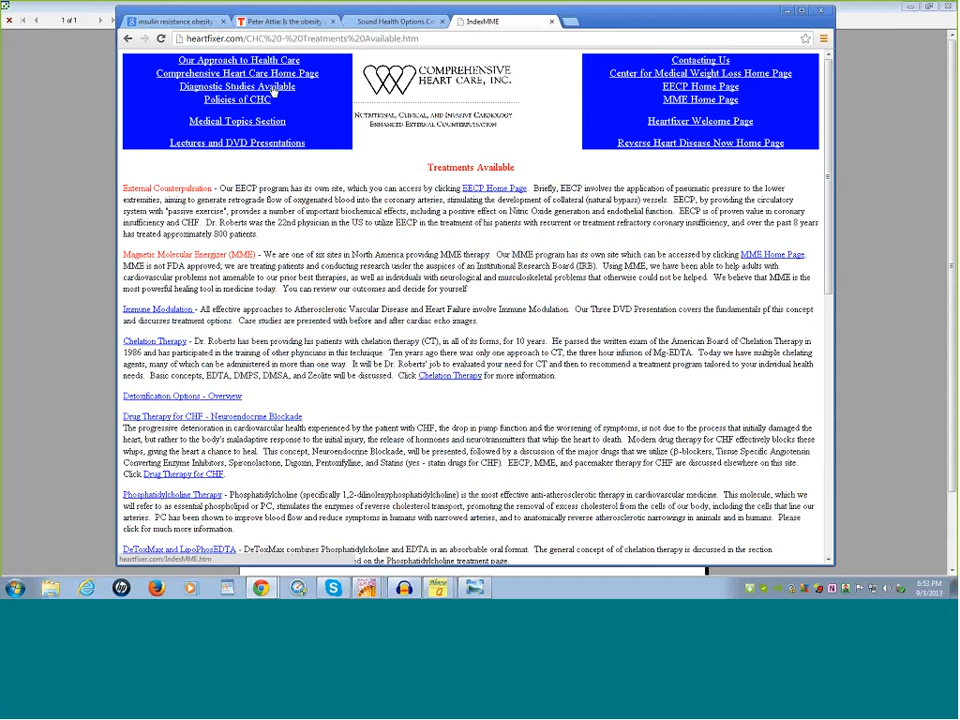 1 of 1
insulin resistance obesity
Peter Attia: Is the obesity
Sound Health Options.Co
IndexMME
heartfixer.com/CHC%20-%20Treatments%20Available.htm
Our Approach to Health Care
Comprehensive Heart Care Home Page
Diagnostic Studies Available
Policies of CHC
Medical Topics Section
Lectures and DVD Presentations
COMPREHENSIVE
HEART CARE, INC.
NUTRITIONAL, CLINICAL, AND INVASIVE CARDIOLOGY
ENHANCED EXTERNAL COUNTERPULSATION
Contacting Us
Center for Medical Weight Loss Home Page
EECP Home Page
MME Home Page
Heartfixer Welcome Page
Reverse Heart Disease Now Home Page
Treatments Available
External Counterpulsation - Our EECP program has its own site, which you can access by clicking EECP Home Page. Briefly, EECP involves the application of pneumatic pressure to the lower
extremities, aiming to generate retrograde flow of oxygenated blood into the coronary arteries, stimulating the development of collateral (natural bypass) vessels. EECP, by providing the circulatory
system with "passive exercise", provides a number of important biochemical effects, including a positive effect on Nitric Oxide generation and endothelial function. EECP is of proven value in coronary
insufficiency and CHF. Dr. Roberts was the 22nd physician in the US to utilize EECP in the treatment of his patients with recurrent or refractory coronary insufficiency, and over the past 8 years
has treated approximately 800 patients.
Magnetic Molecular Energizer (MME) - We are one of six sites in North America providing MME therapy. Our MME program has its own site which can be accessed by clicking MME Home Page.
MME is not FDA approved; we are treating patients and conducting research under the auspices of an Institutional Research Board (IRB). Using MME, we have been able to help adults with
cardiovascular problems not amenable to our prior best therapies, as well as individuals with neurological and musculoskeletal problems that otherwise could not be helped. We believe that MME is the
most powerful healing tool in medicine today. You can review our outcomes and decide for yourself
Immune Modulation - All effective approaches to Atherosclerotic Vascular Disease and Heart Failure involve Immune Modulation. Our Three DVD Presentation covers the fundamentals pf this concept
and discusses treatment options. Case studies are presented with before and after cardiac echo images.
Chelation Therapy - Dr. Roberts has been providing his patients with chelation therapy (CT), in all of its forms, for 10 years. He passed the written exam of the American Board of Chelation Therapy in
1986 and has participated in the training of other physicians in this technique. Ten years ago there was only one approach to CT, the three hour infusion of Mg-EDTA. Today we have multiple chelating
agents, many of which can be administered in more than one way. It will be Dr. Roberts' job to evaluated your need for CT and then to recommend a treatment program tailored to your individual health
needs. Basic concepts, EDTA, DMPS, DMSA, and Zeolite will be discussed. Click Chelation Therapy for more information.
Detoxification Options - Overview
Drug Therapy for CHF - Neuroendocrine Blockade
The progressive deterioration in cardiovascular health experienced by the patient with CHF, the drop in pump function and the worsening of symptoms, is not due to the process that initially damaged the
heart, but rather to the body's maladaptive response to the initial injury, the release of hormones and neurotransmitters that whip the heart to death. Modern drug therapy for CHF effectively blocks these
whips, giving the heart a chance to heal. This concept, Neuroendocrine Blockade, will be presented, followed by a discussion of the major drugs that we utilize (β-blockers, Tissue Specific Angiotensin
Converting Enzyme Inhibitors, Spironolactone, Digoxin, Pentoxifylline, and Statins (yes - statin drugs for CHF). EECP, MME, and pacemaker therapy for CHF are discussed elsewhere on this site.
Click Drug Therapy for CHF.
Phosphatidylcholine Therapy - Phosphatidylcholine (specifically 1,2-dilinolenyphosphatidylcholine) is the most effective anti-atherosclerotic therapy in cardiovascular medicine. This molecule, which we
will refer to as essential phospholipid or PC, stimulates the enzymes of reverse cholesterol transport, promoting the removal of excess cholesterol from the cells of our body, including the cells that line our
arteries. PC has been shown to improve blood flow and reduce symptoms in humans with narrowed arteries, and to anatomically reverse atherosclerotic narrowings in animals and in humans. Please
click for much more information.
DeToxMax and LipoPhosEDTA - DeToxMax combines Phosphatidylcholine and EDTA in an absorbable oral format. The general concept of of chelation therapy is discussed in the section
heartfixer.com/IndexMME.htm
ed on the Phosphatidylcholine treatment page.
6:53 PM
9/3/2013